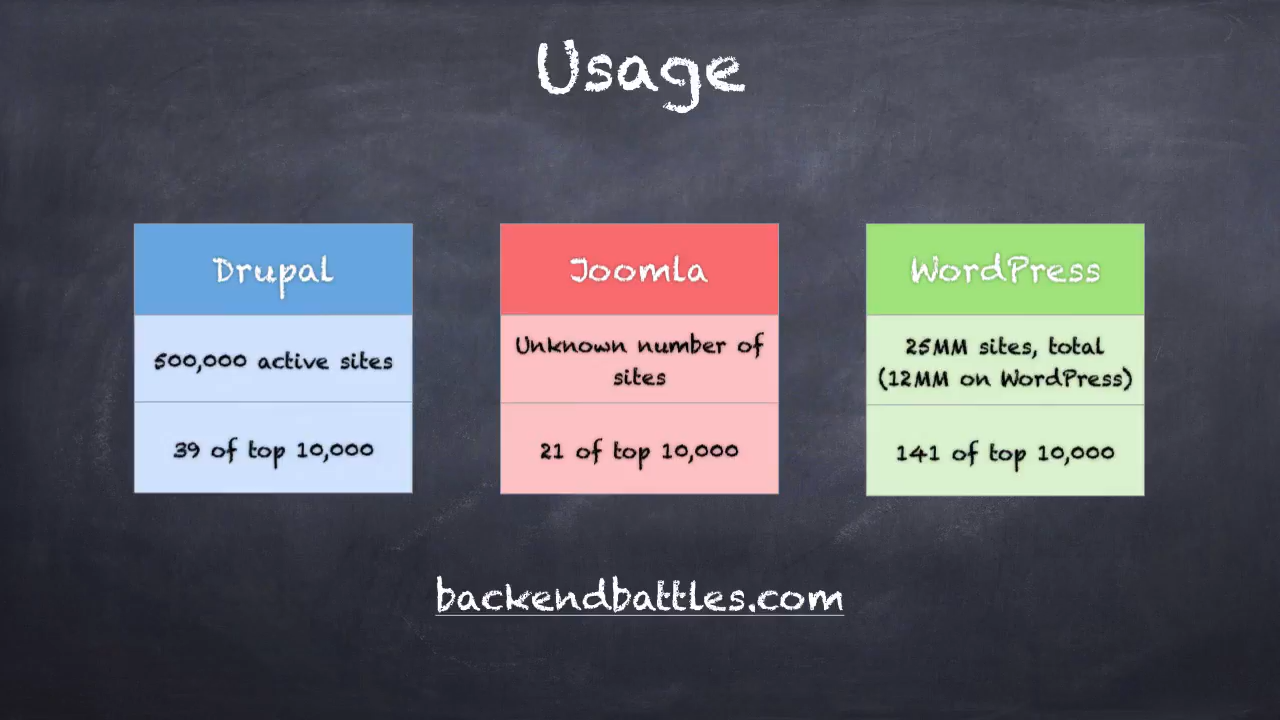 Usage
Drupal
500,000 active sites
39 of top 10,000
Joomla
Unknown number of
sites
21 of top 10,000
WordPress
25MM sites, total
(12MM on WordPress)
141 of top 10,000
backendbattles.com